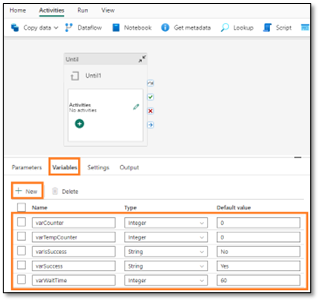 Home Activities Run View
Copy data Dataflow Notebook Get metadata Lookup Script
Until
Until1
Activities
No activities
Parameters Variables Settings Output
New Delete
Name Type Default value
varCounter Integer 0
varTempCounter Integer 0
varisSuccess String No
varSuccess String Yes
varWaitTime Integer 60